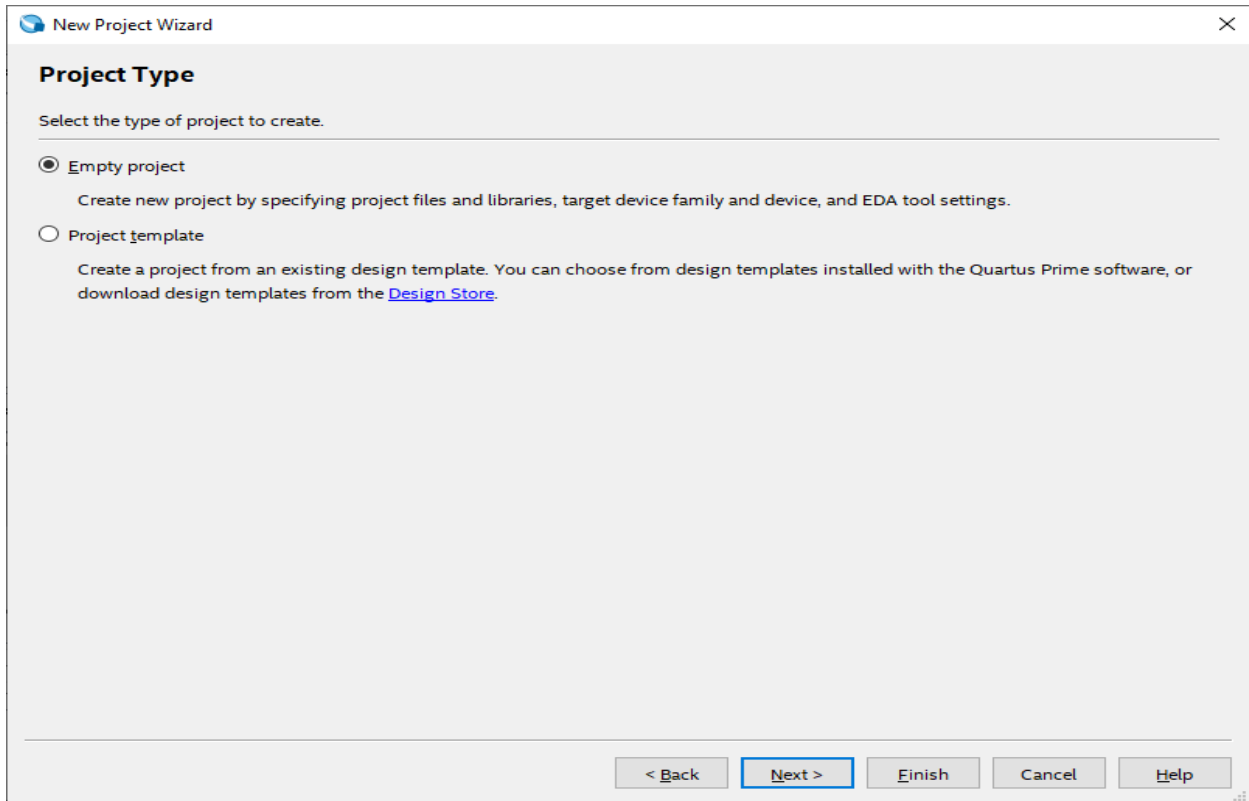 New Project Wizard
Project Type
Select the type of project to create.
Empty project
Create new project by specifying project files and libraries, target device family and device, and EDA tool settings.
Project template
Create a project from an existing design template. You can choose from design templates installed with the Quartus Prime software, or
download design templates from the Design Store.
< Back Next > Finish Cancel Help